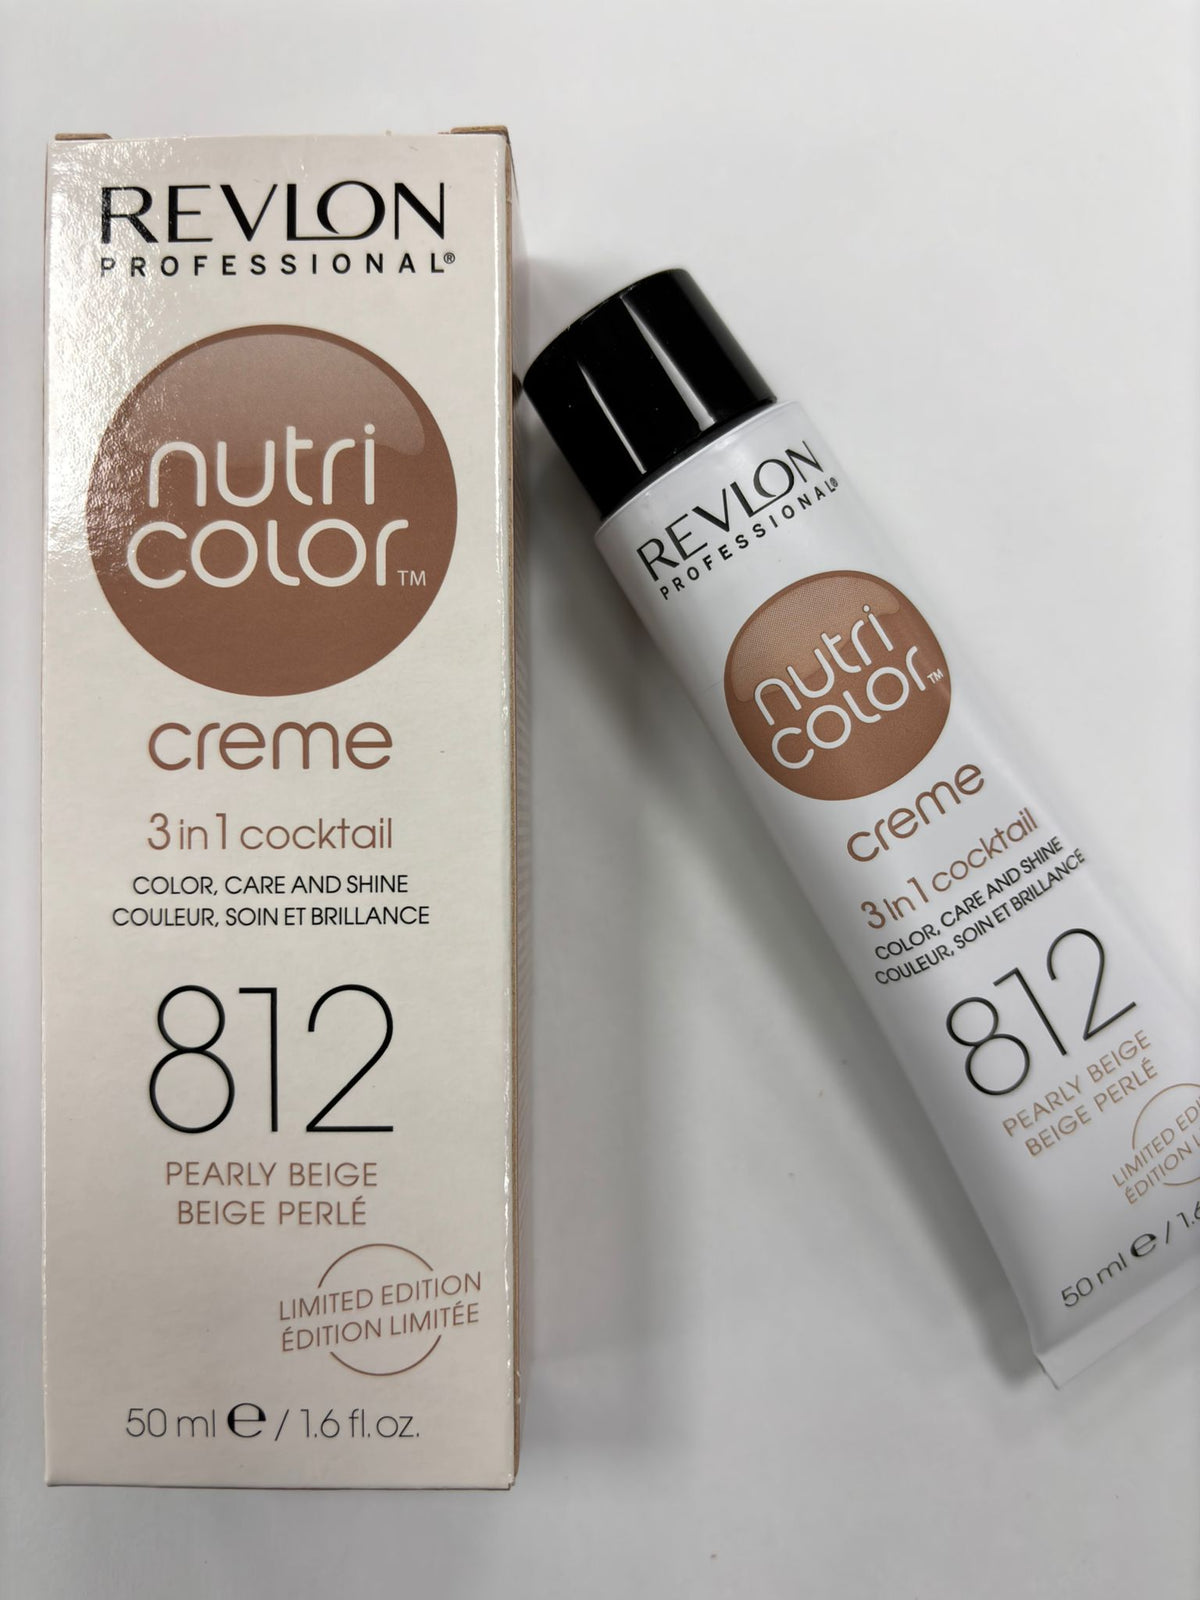 REVLON
PROFESSIONAL®
nutri
color™
creme
3 in 1 cocktail
COLOR, CARE AND SHINE
COULEUR, SOIN ET BRILLANCE
812
PEARLY BEIGE
BEIGE PERLÉ
LIMITED EDITION
ÉDITION LIMITÉE
50 ml e / 1.6 fl.oz.
REVLON
PROFESSIONAL®
nutri
color™
creme
3 in 1 cocktail
COLOR, CARE AND SHINE
COULEUR, SOIN ET BRILLANCE
812
PEARLY BEIGE
BEIGE PERLÉ
LIMITED
ÉDITION
50 ml e /